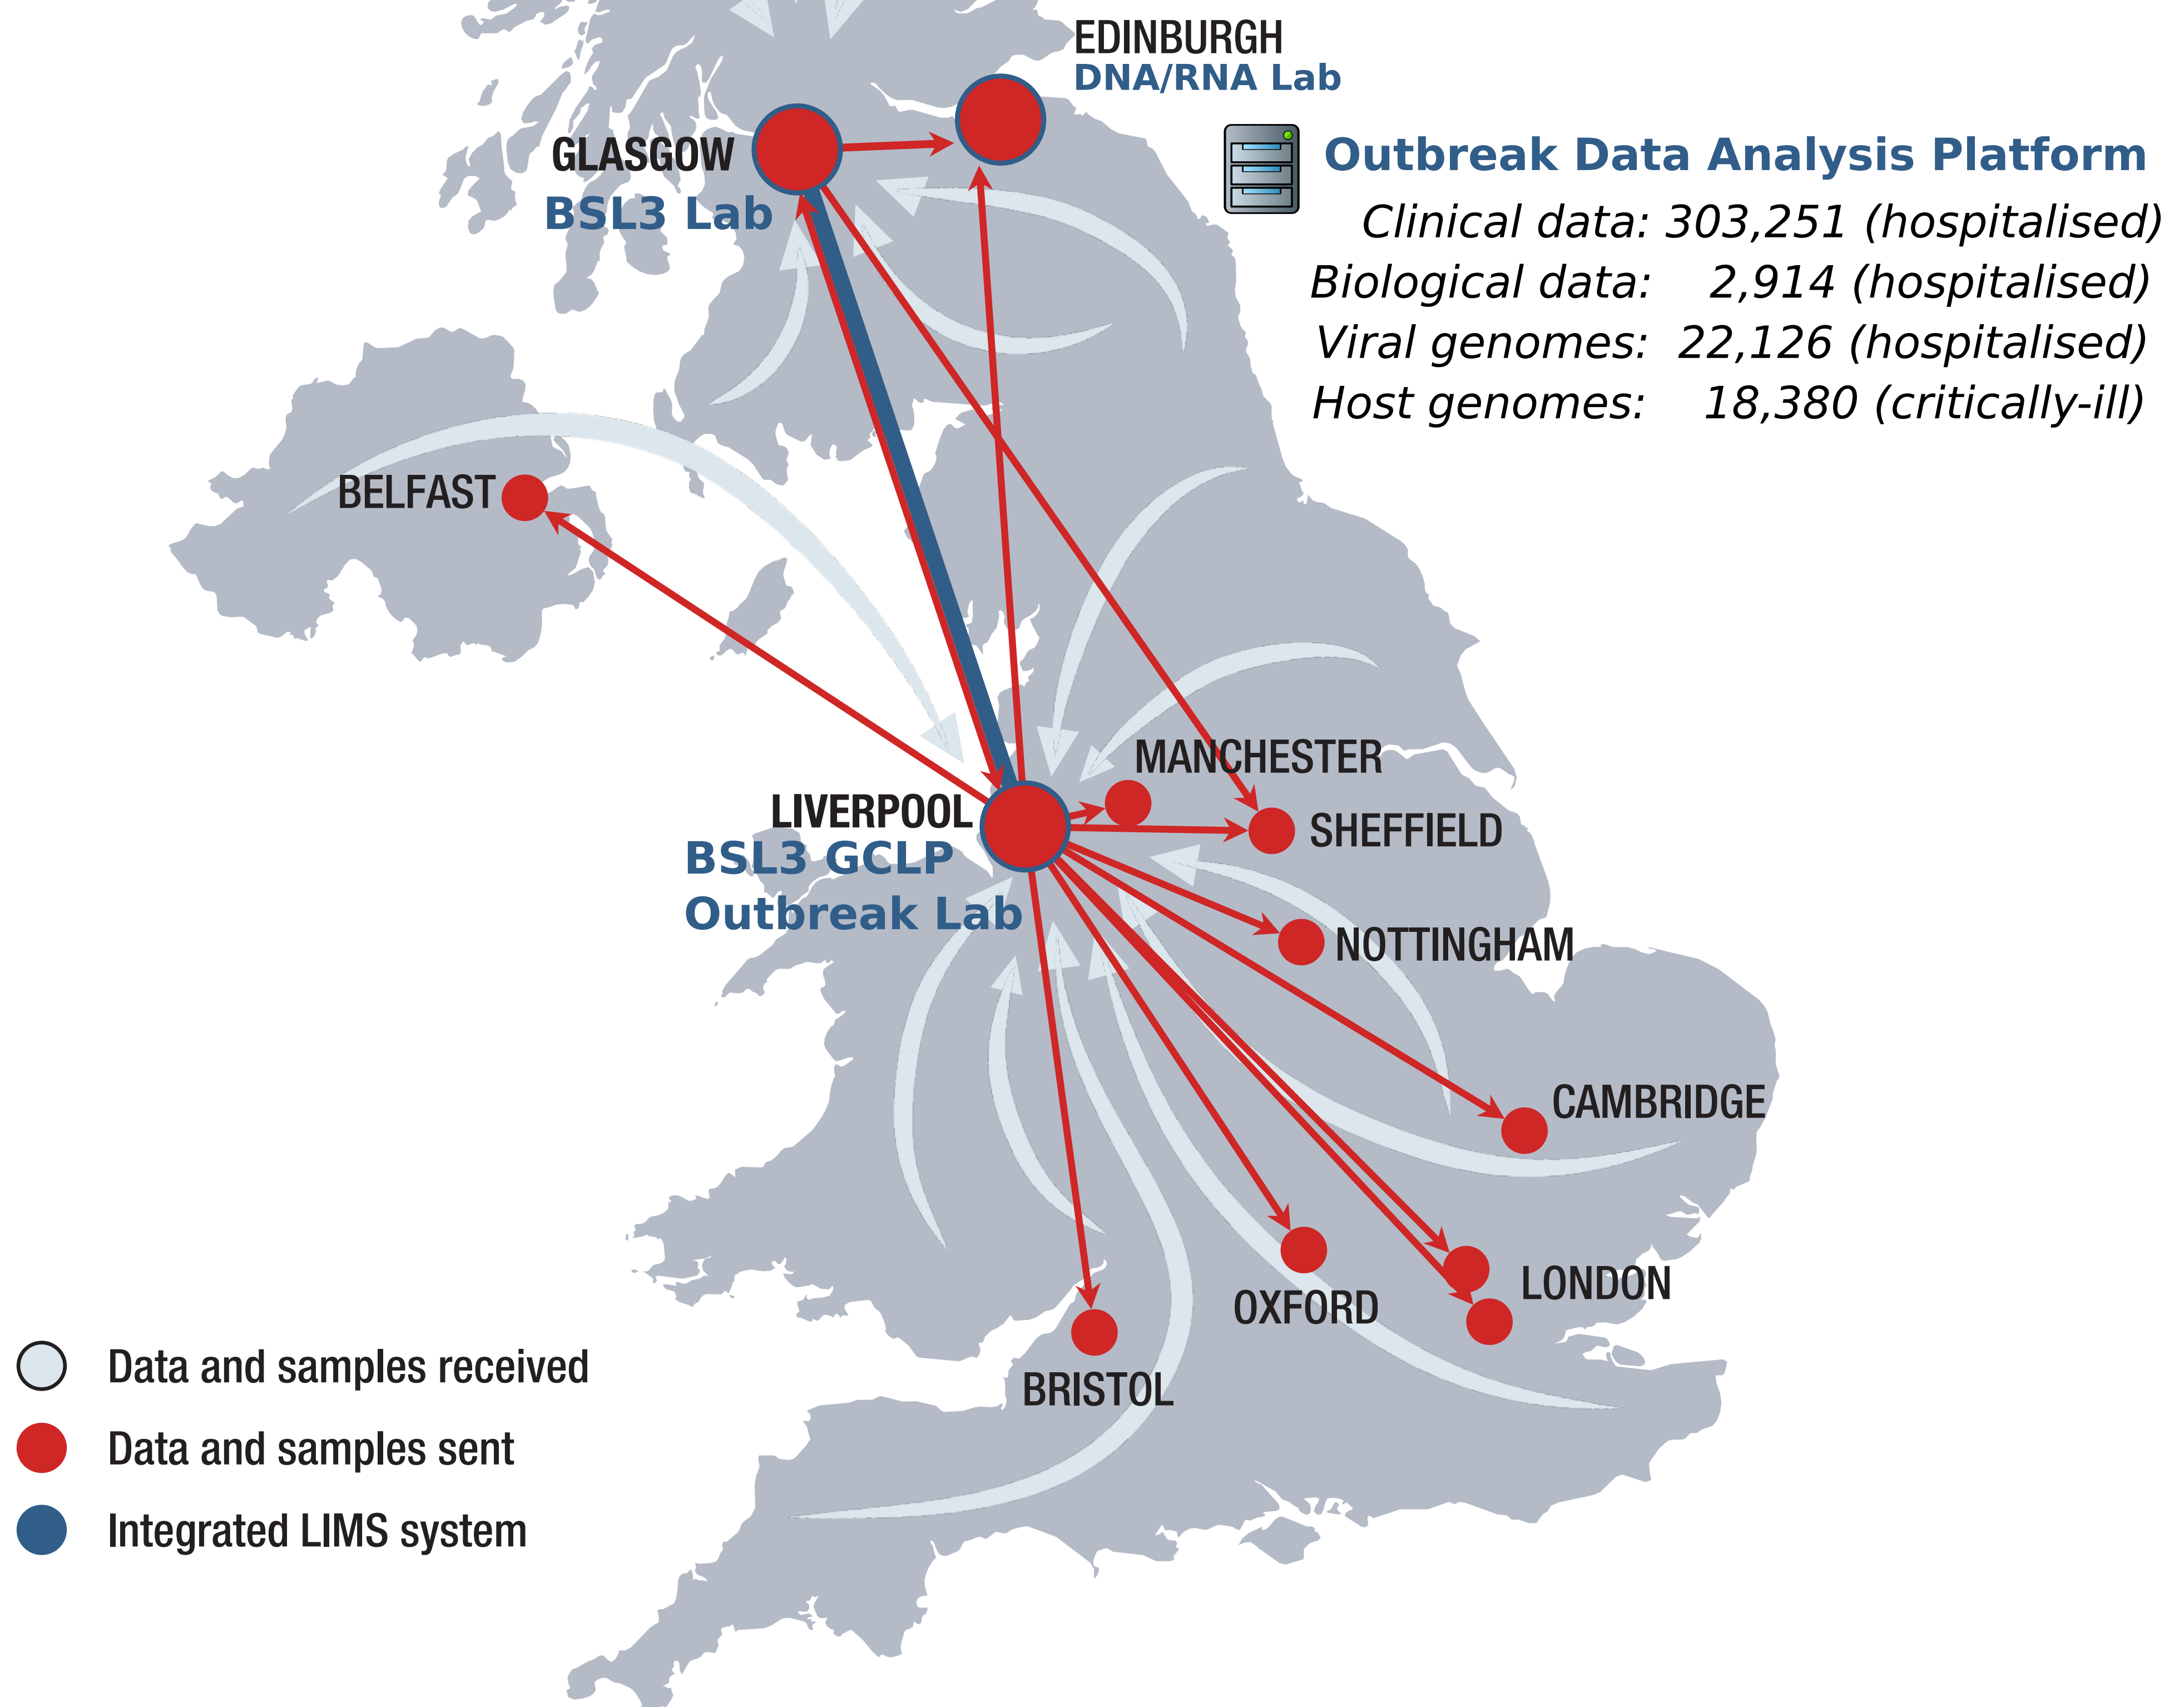 EDINBURGH
DNA/RNA Lab
GLASGOW
BSL3 Lab
Outbreak Data Analysis Platform
Clinical data: 303,251 (hospitalised)
Biological data: 2,914 (hospitalised)
Viral genomes: 22,126 (hospitalised)
Host genomes: 18,380 (critically-ill)
BELFAST
MANCHESTER
LIVERPOOL
BSL3 GCLP
Outbreak Lab
SHEFFIELD
NOTTINGHAM
CAMBRIDGE
LONDON
OXFORD
BRISTOL
Data and samples received
Data and samples sent
Integrated LIMS system